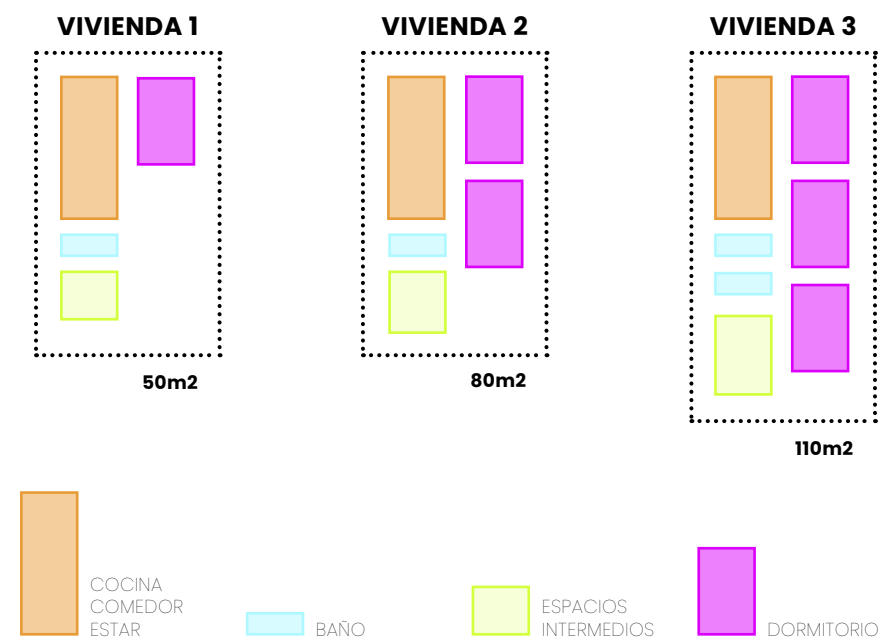 VIVIENDA 1
VIVIENDA 2
VIVIENDA 3
50m2
80m2
110m2
COCINA
COMEDOR
ESTAR
BAÑO
ESPACIOS
INTERMEDIOS
DORMITORIO